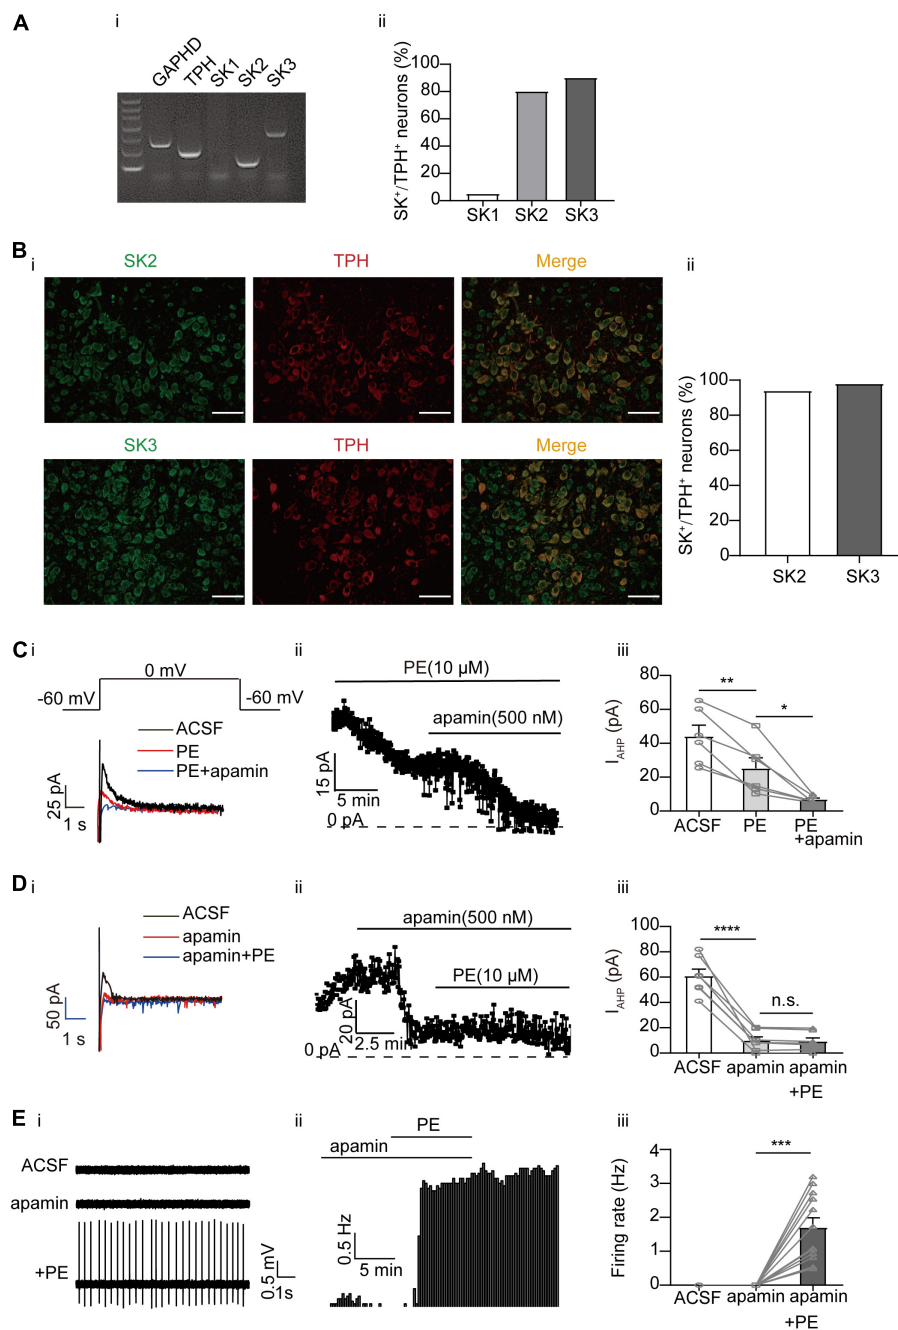 A
i
ii
GAPHD TPH SK1 SK2 SK3
SK⁺/TPH⁺ neurons (%)
100
80
60
40
20
0
SK1 SK2 SK3
B
i
ii
SK2 TPH Merge
SK3 TPH Merge
SK⁺/TPH⁺ neurons (%)
100
80
60
40
20
0
SK2 SK3
C
i
ii
iii
0 mV
-60 mV
-60 mV
ACSF
PE
PE+apamin
25 pA
1 s
PE(10 µM)
apamin(500 nM)
15 pA
5 min
0 pA
I_AHP (pA)
80
60
40
20
0
**
*
ACSF PE PE
+apamin
D
i
ii
iii
ACSF
apamin
apamin+PE
50 pA
1 s
apamin(500 nM)
PE(10 µM)
20 pA
2.5 min
0 pA
I_AHP (pA)
100
80
60
40
20
0
****
n.s.
ACSF apamin apamin
+PE
E
i
ii
iii
ACSF
apamin
+PE
0.5 mV
1s
PE
apamin
0.5 Hz
5 min
Firing rate (Hz)
4
3
2
1
0
***
ACSF apamin apamin
+PE